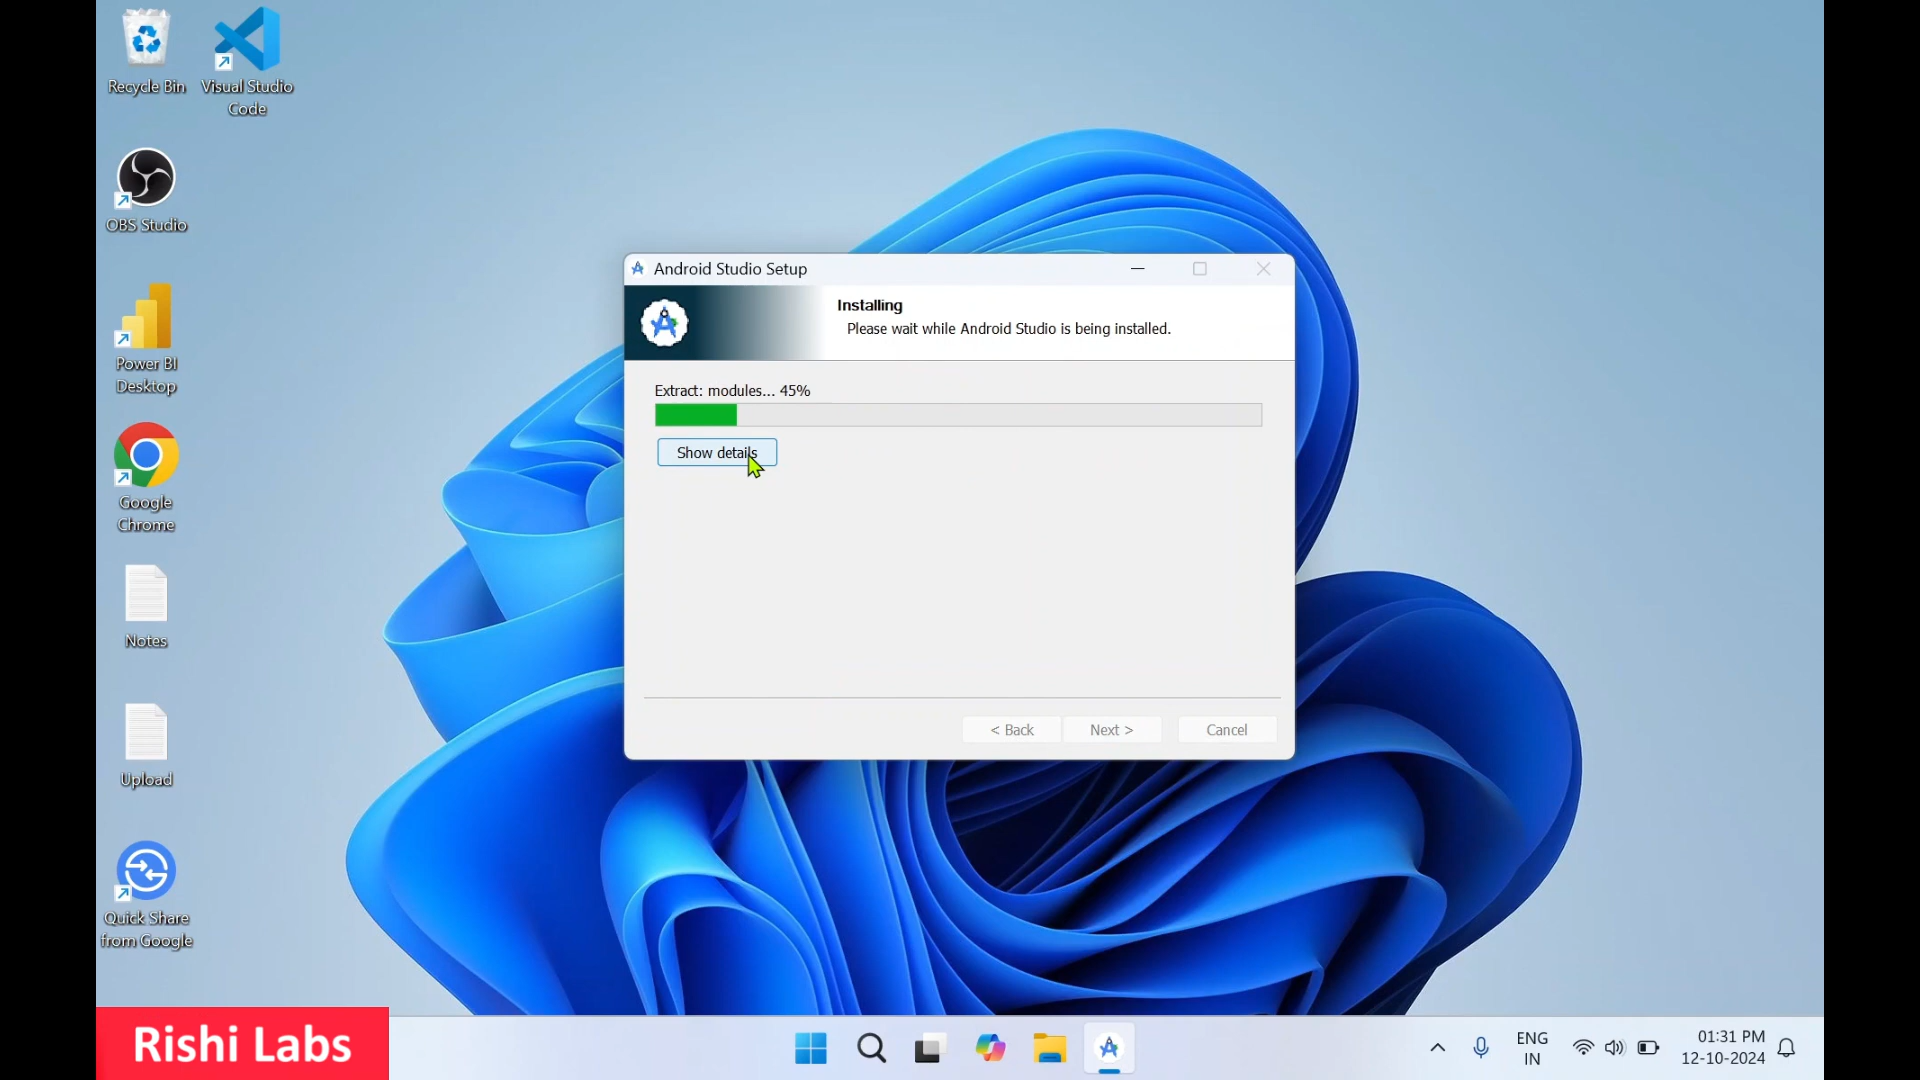 Recycle Bin
Visual Studio
Code
OBS Studio
Power BI
Desktop
Google
Chrome
Notes
Upload
Quick Share
from Google
Android Studio Setup
Installing
Please wait while Android Studio is being installed.
Extract: modules... 45%
Show details
< Back
Next >
Cancel
Rishi Labs
ENG
IN
01:31 PM
12-10-2024